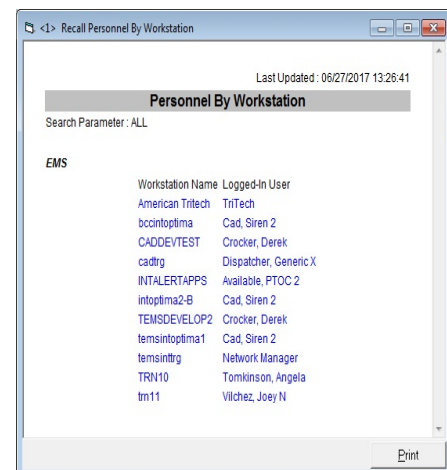 <1> Recall Personnel By Workstation
Last Updated : 06/27/2017 13:26:41
Personnel By Workstation
Search Parameter : ALL
EMS
Workstation Name Logged-In User
American Tritech TriTech
bccintoptima Cad, Siren 2
CADDEVTEST Crocker, Derek
cadtrg Dispatcher, Generic X
INTALERTAPPS Available, PTOC 2
intoptima2-B Cad, Siren 2
TEMSDEVELOP2 Crocker, Derek
temsintoptima1 Cad, Siren 2
temsinttrg Network Manager
TRN10 Tomkinson, Angela
trn11 Vilchez, Joey N
Print